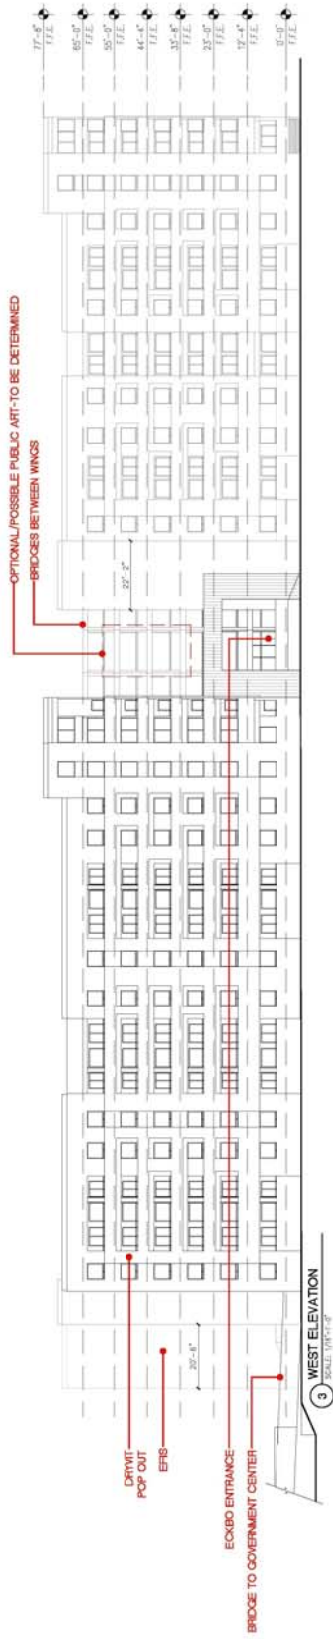 OPTIONAL/POSSIBLE PUBLIC ART-TO BE DETERMINED
BRIDGES BETWEEN WINGS
77'-8"
F.F.E.
65'-0"
F.F.E.
55'-0"
F.F.E.
44'-4"
F.F.E.
33'-8"
F.F.E.
23'-0"
F.F.E.
12'-4"
F.F.E.
0'-0"
F.F.E.
22'-2"
20'-8"
DRYVIT
POP OUT
EFIS
ECKBO ENTRANCE
BRIDGE TO GOVERNMENT CENTER
3
WEST ELEVATION
SCALE: 1/16"=1'-0"